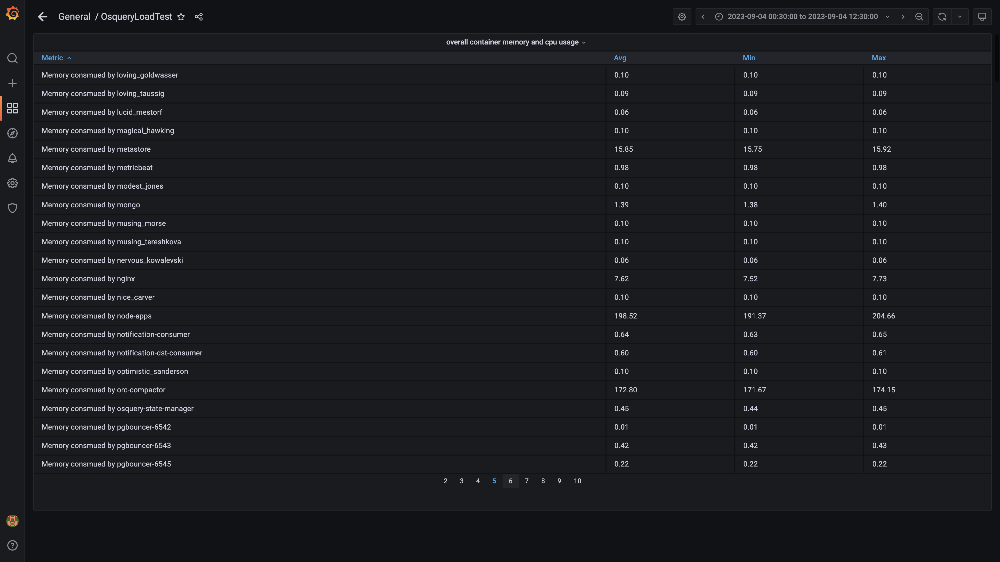 General / OsqueryLoadTest
2023-09-04 00:30:00 to 2023-09-04 12:30:00
overall container memory and cpu usage
Metric Avg Min Max
Memory consmued by loving_goldwasser 0.10 0.10 0.10
Memory consmued by loving_taussig 0.09 0.09 0.09
Memory consmued by lucid_mestorf 0.06 0.06 0.06
Memory consmued by magical_hawking 0.10 0.10 0.10
Memory consmued by metastore 15.85 15.75 15.92
Memory consmued by metricbeat 0.98 0.98 0.98
Memory consmued by modest_jones 0.10 0.10 0.10
Memory consmued by mongo 1.39 1.38 1.40
Memory consmued by musing_morse 0.10 0.10 0.10
Memory consmued by musing_tereshkova 0.10 0.10 0.10
Memory consmued by nervous_kowalevski 0.06 0.06 0.06
Memory consmued by nginx 7.62 7.52 7.73
Memory consmued by nice_carver 0.10 0.10 0.10
Memory consmued by node-apps 198.52 191.37 204.66
Memory consmued by notification-consumer 0.64 0.63 0.65
Memory consmued by notification-dst-consumer 0.60 0.60 0.61
Memory consmued by optimistic_sanderson 0.10 0.10 0.10
Memory consmued by orc-compactor 172.80 171.67 174.15
Memory consmued by osquery-state-manager 0.45 0.44 0.45
Memory consmued by pgbouncer-6542 0.01 0.01 0.01
Memory consmued by pgbouncer-6543 0.42 0.42 0.43
Memory consmued by pgbouncer-6545 0.22 0.22 0.22
2 3 4 5 6 7 8 9 10